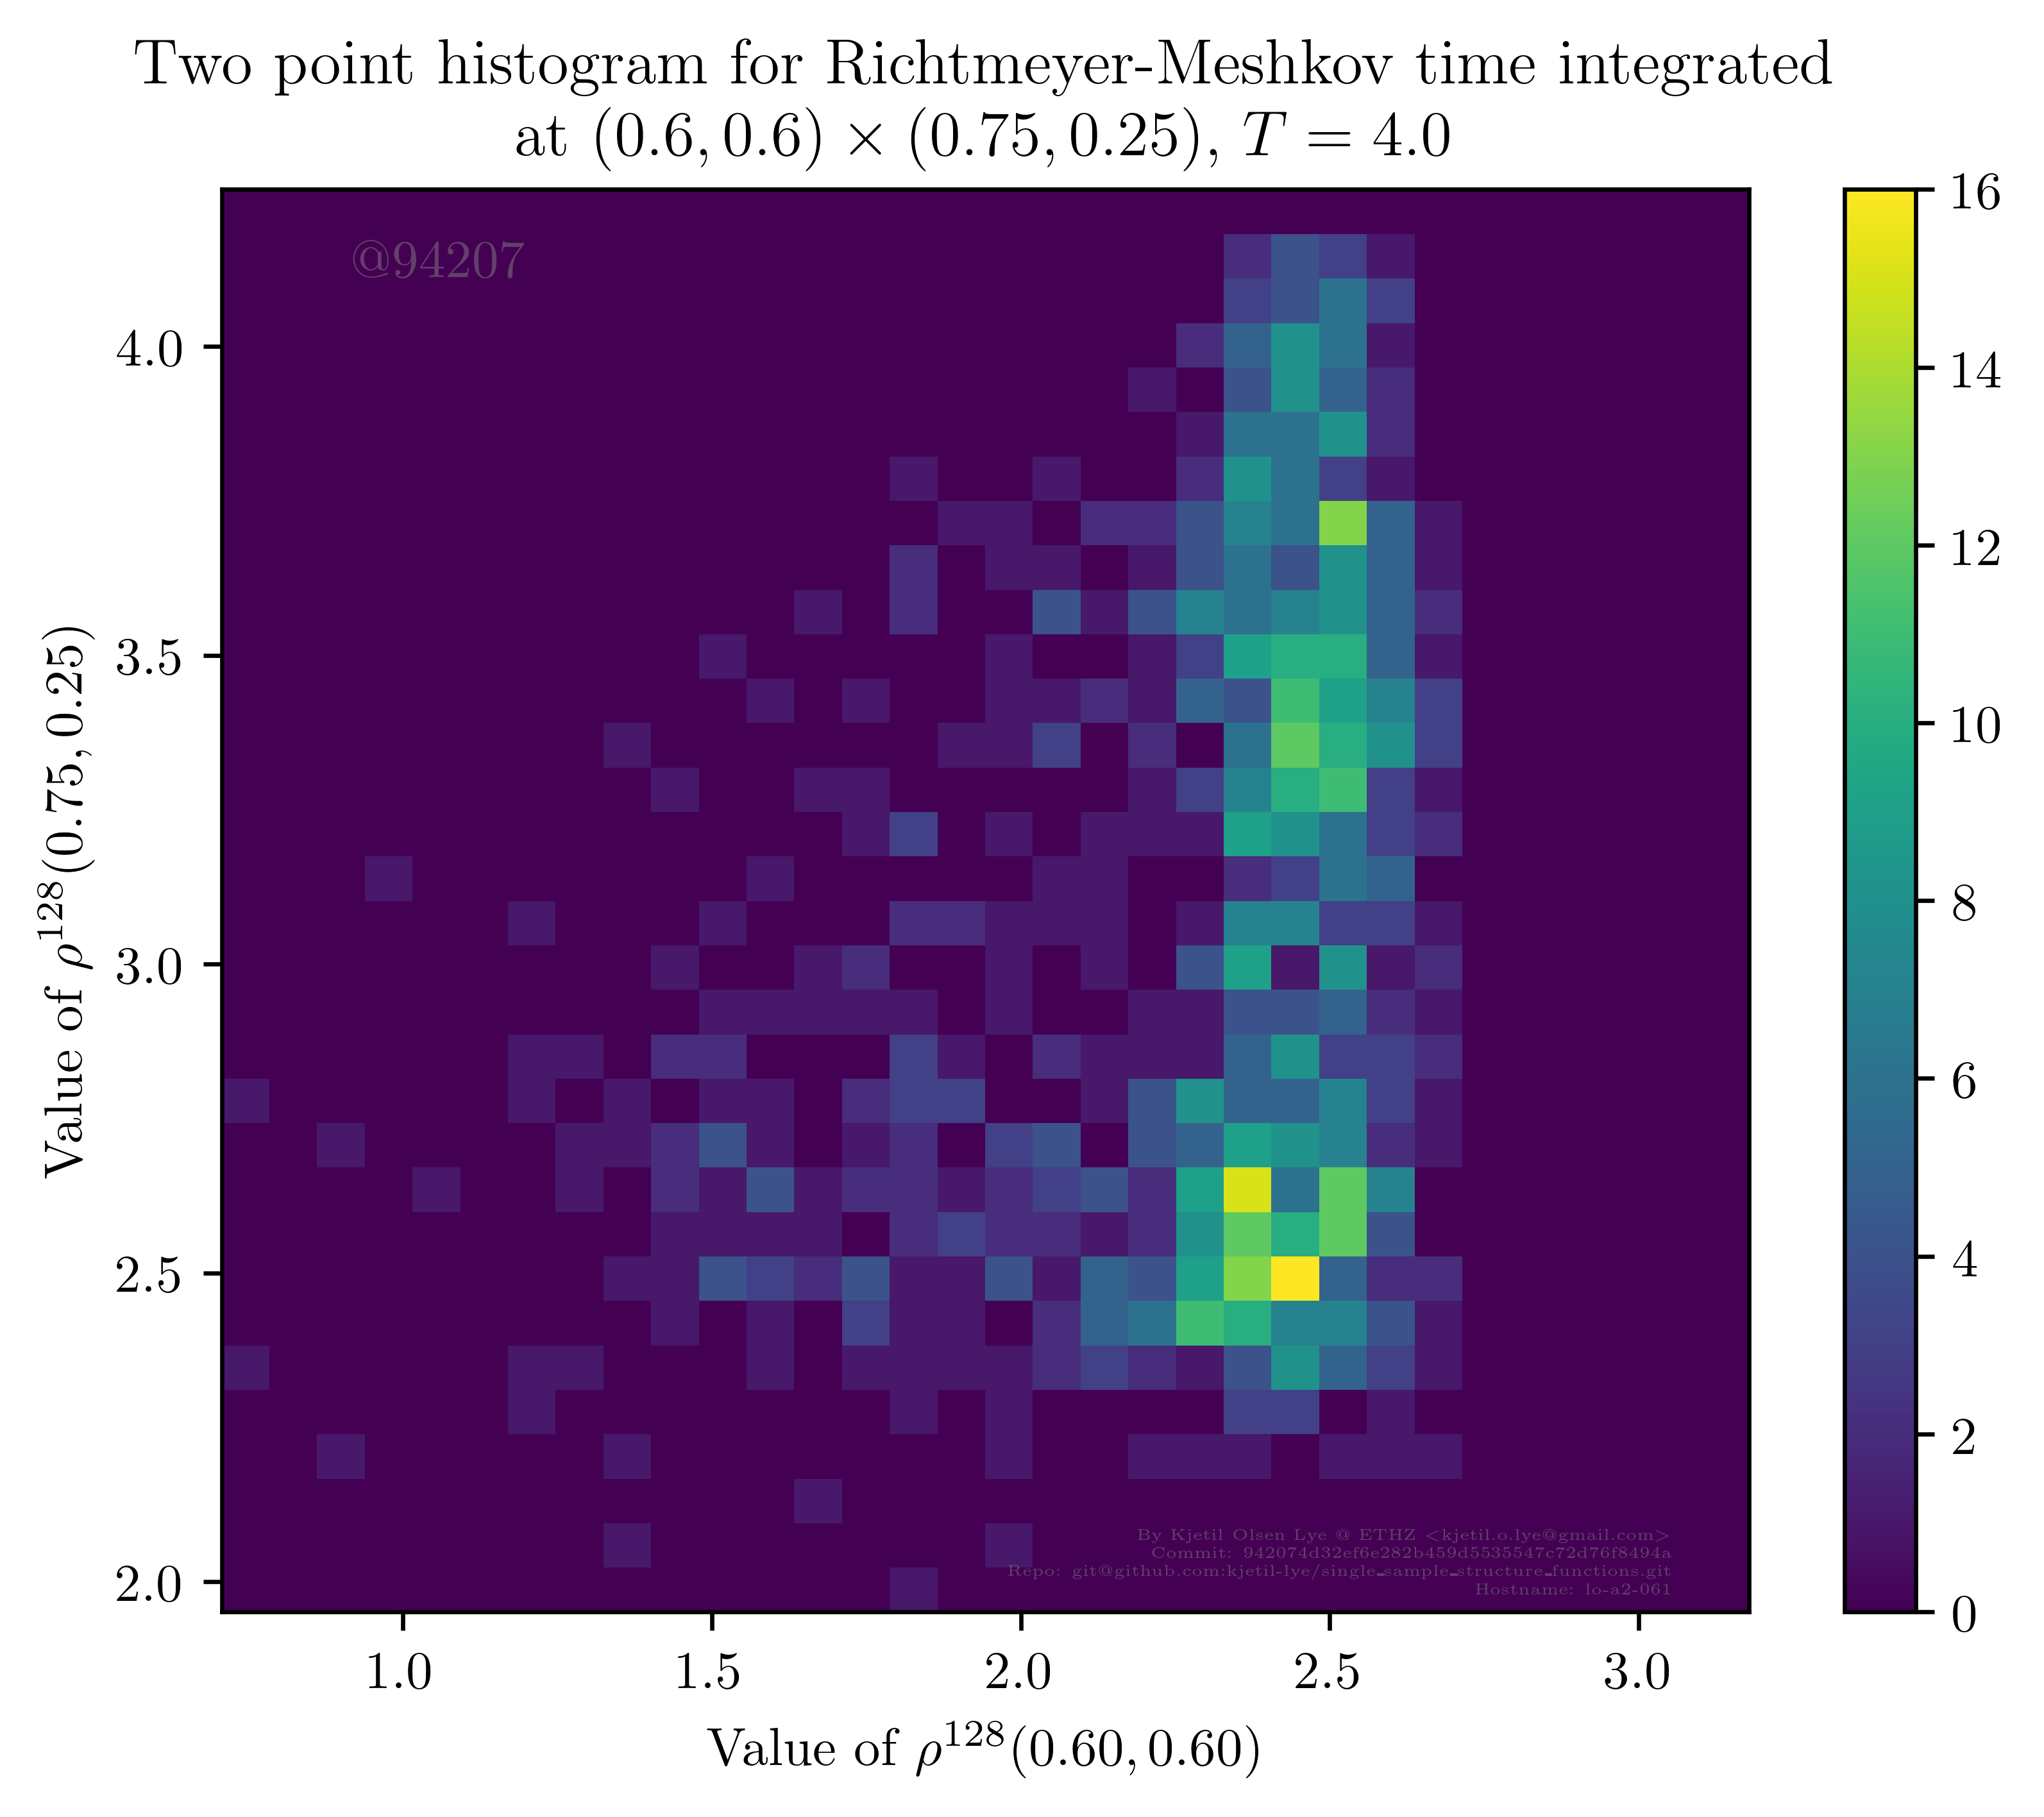 Two point histogram for Richtmeyer-Meshkov time integrated
at (0.6, 0.6) × (0.75, 0.25), T = 4.0
@94207
16
14
12
10
8
6
4
2
0
Value of ρ^128(0.75, 0.25)
4.0
3.5
3.0
2.5
2.0
By Kjetil Olsen Lye @ ETHZ <kjetil.o.lye@gmail.com>
Commit: 942074d32ef6e282b459d5535547c72d76f8494a
Repo: git@github.com:kjetil-lye/single_sample_structure_functions.git
Hostname: lo-a2-061
1.0 1.5 2.0 2.5 3.0
Value of ρ^128(0.60, 0.60)